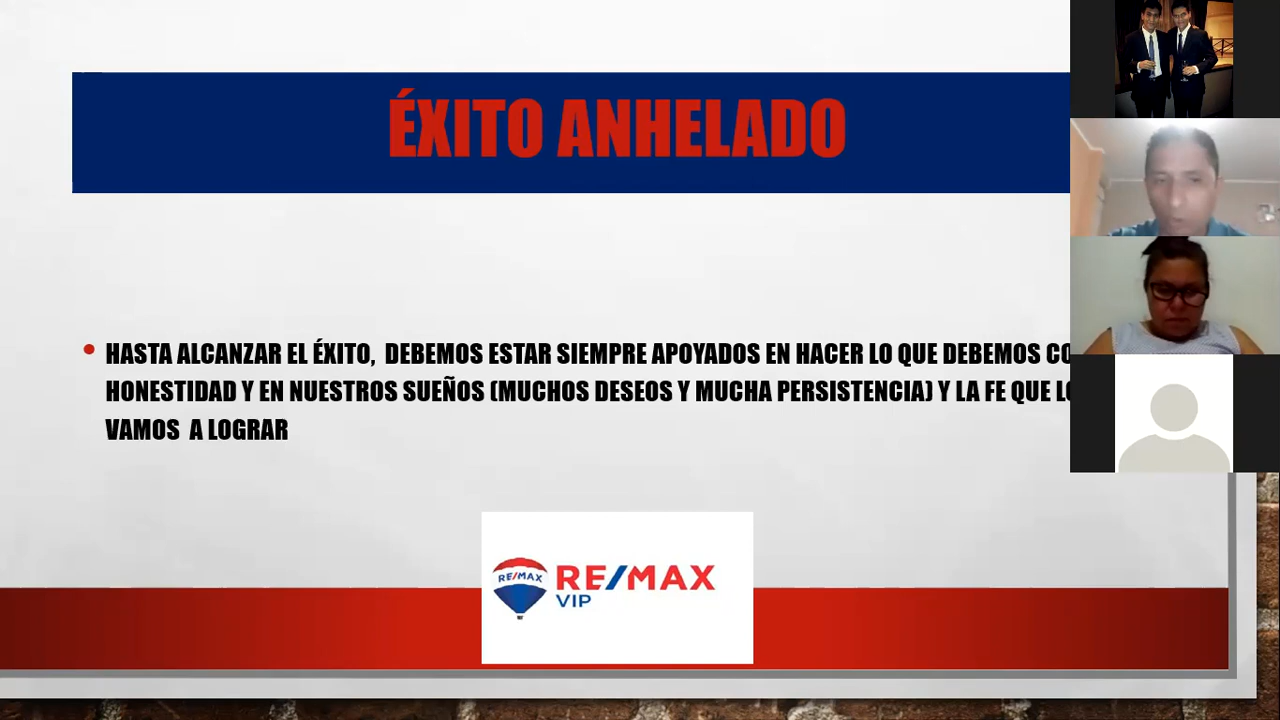 ÉXITO ANHELADO
• HASTA ALCANZAR EL ÉXITO, DEBEMOS ESTAR SIEMPRE APOYADOS EN HACER LO QUE DEBEMOS
HONESTIDAD Y EN NUESTROS SUEÑOS (MUCHOS DESEOS Y MUCHA PERSISTENCIA) Y LA FE QUE
VAMOS A LOGRAR
RE/MAX
RE/MAX
VIP